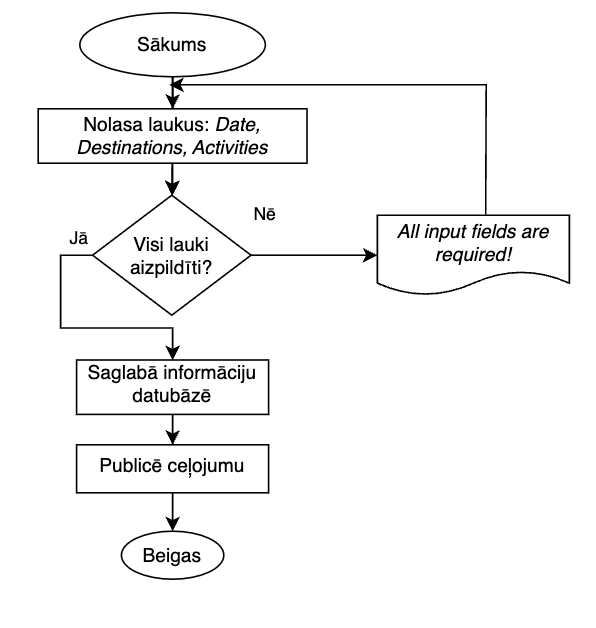 Sākums
Nolasa laukus: Date,
Destinations, Activities
Nē
Jā
Visi lauki
aizpildīti?
All input fields are
required!
Saglabā informāciju
datubāzē
Publicē ceļojumu
Beigas